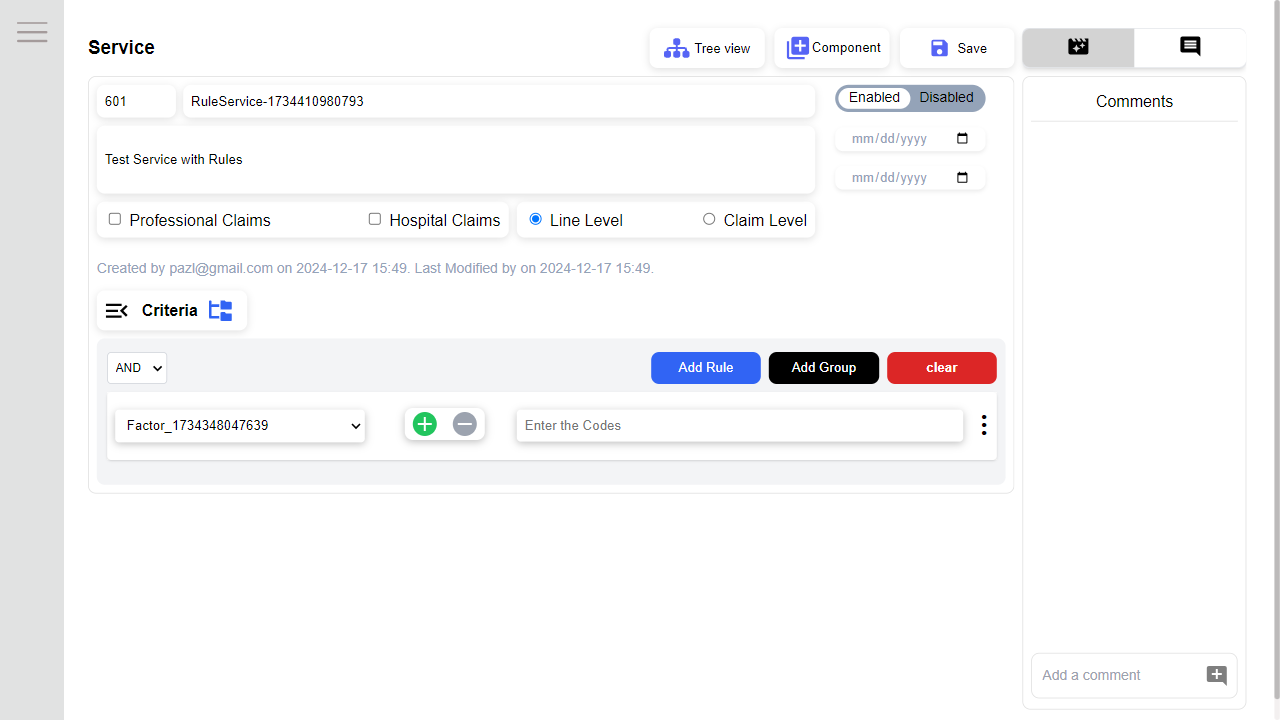 Service
Tree view
Component
Save
601
RuleService-1734410980793
Enabled
Disabled
mm/dd/yyyy
Test Service with Rules
mm/dd/yyyy
Professional Claims
Hospital Claims
Line Level
Claim Level
Created by pazl@gmail.com on 2024-12-17 15:49. Last Modified by on 2024-12-17 15:49.
Criteria
AND
Add Rule
Add Group
clear
Factor_1734348047639
Enter the Codes
Comments
Add a comment